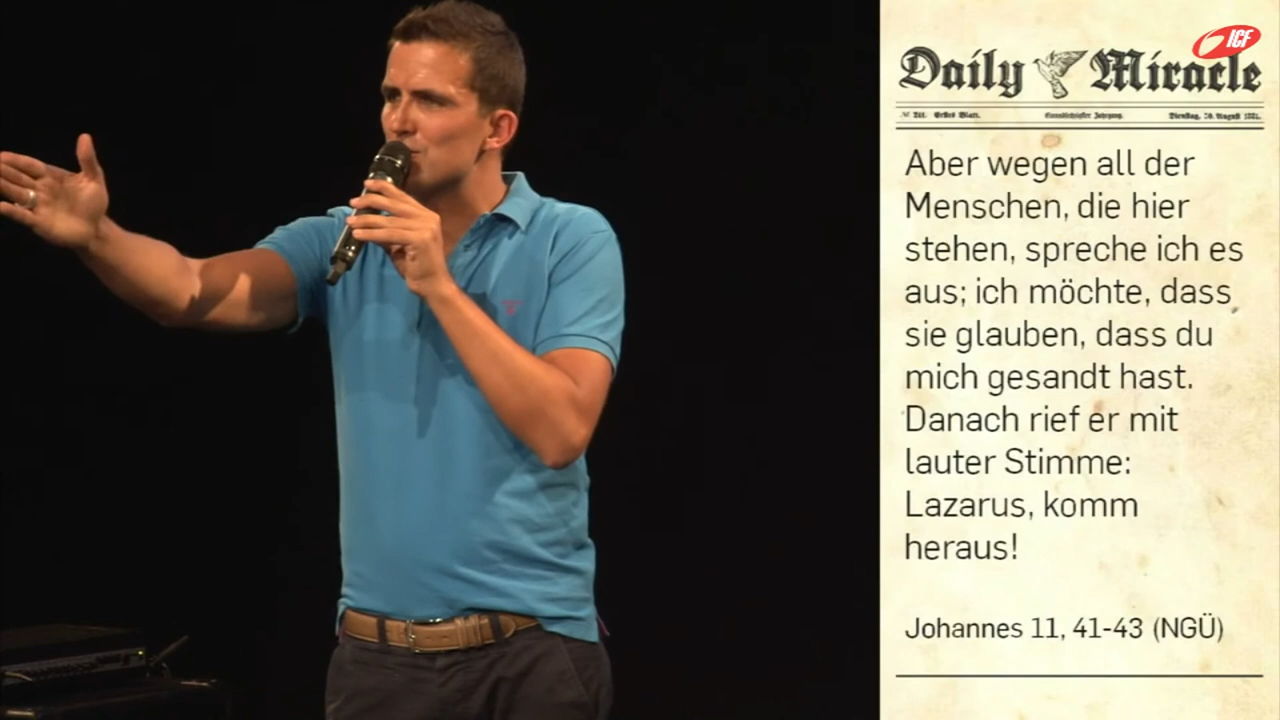 ICF
Daily Miracle
Erstes Blatt.
Aber wegen all der
Menschen, die hier
stehen, spreche ich es
aus; ich möchte, dass
sie glauben, dass du
mich gesandt hast.
Danach rief er mit
lauter Stimme:
Lazarus, komm
heraus!
Johannes 11, 41-43 (NGÜ)